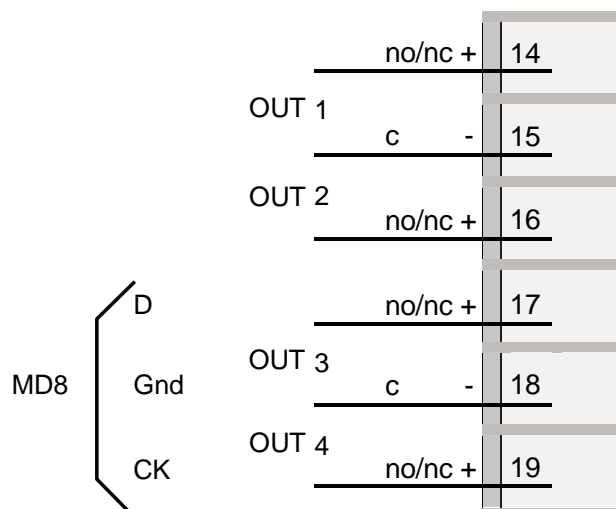 no/nc + 14
OUT 1
c - 15
OUT 2
no/nc + 16
D no/nc + 17
OUT 3
MD8 Gnd c - 18
OUT 4
CK no/nc + 19